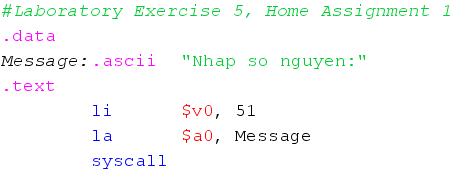 #Laboratory Exercise 5, Home Assignment 1
.data
Message:.ascii "Nhap so nguyen:"
.text
li $v0, 51
la $a0, Message
syscall